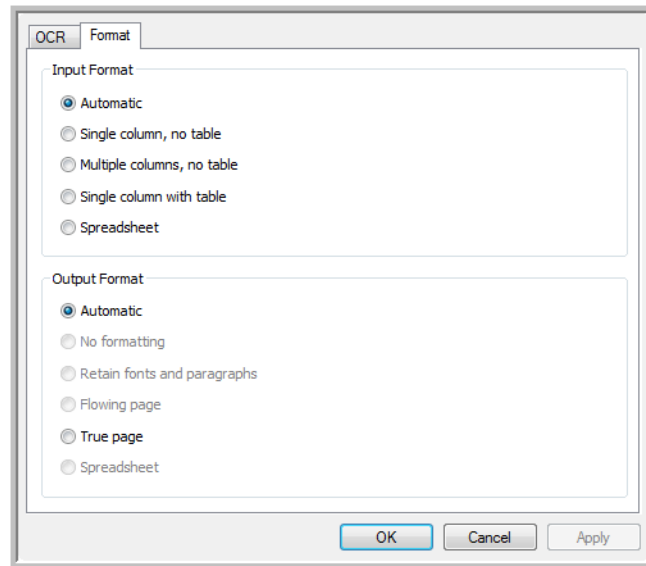 OCR Format
Input Format
Automatic
Single column, no table
Multiple columns, no table
Single column with table
Spreadsheet
Output Format
Automatic
No formatting
Retain fonts and paragraphs
Flowing page
True page
Spreadsheet
OK Cancel Apply